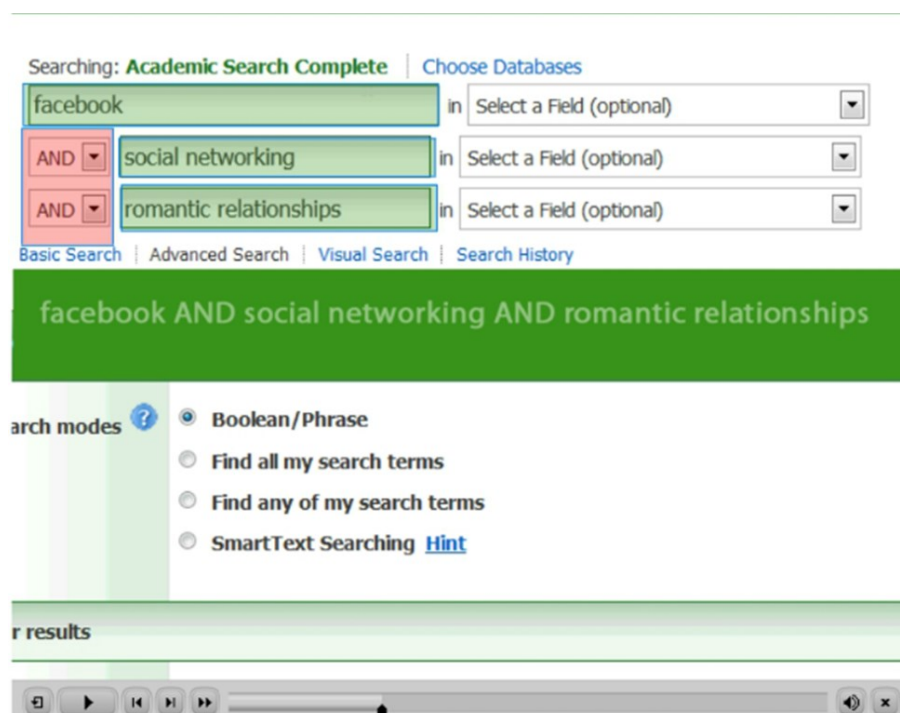 Searching: Academic Search Complete Choose Databases
facebook in Select a Field (optional)
AND social networking in Select a Field (optional)
AND romantic relationships in Select a Field (optional)
Basic Search Advanced Search Visual Search Search History
facebook AND social networking AND romantic relationships
arch modes ? Boolean/Phrase
Find all my search terms
Find any of my search terms
SmartText Searching Hint
r results